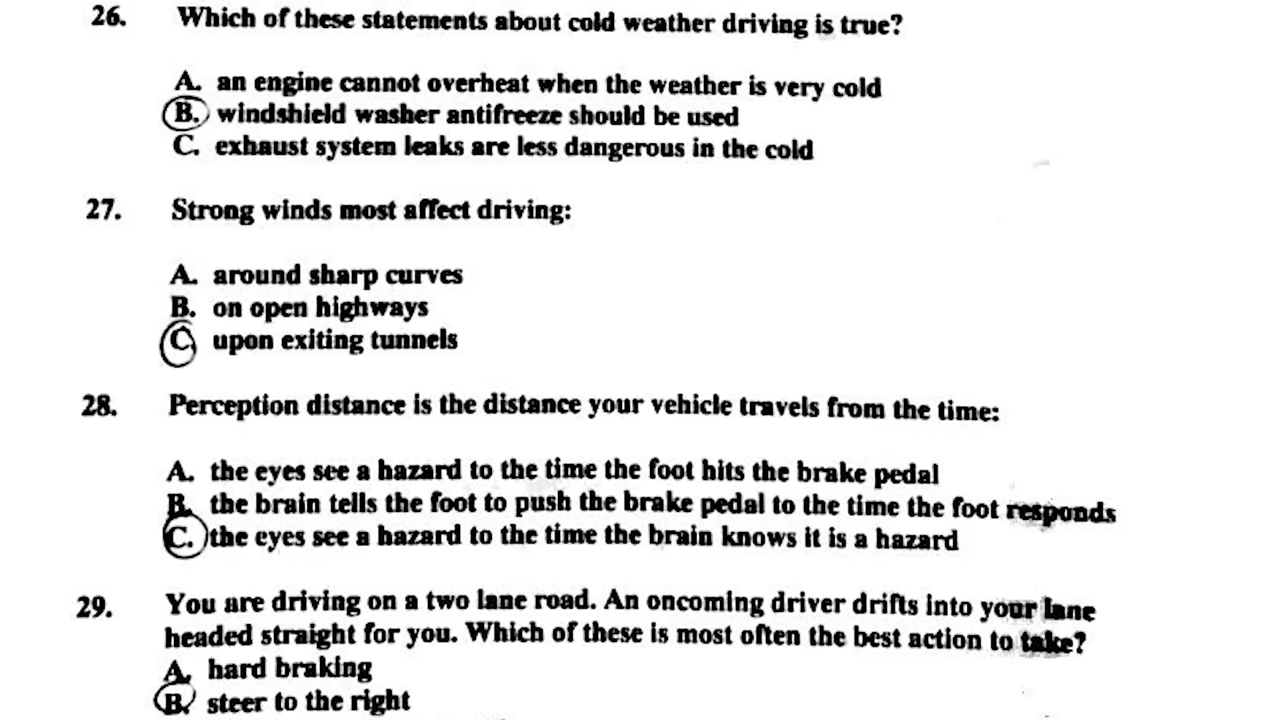 26. Which of these statements about cold weather driving is true?
A. an engine cannot overheat when the weather is very cold
B. windshield washer antifreeze should be used
C. exhaust system leaks are less dangerous in the cold
27. Strong winds most affect driving:
A. around sharp curves
B. on open highways
C. upon exiting tunnels
28. Perception distance is the distance your vehicle travels from the time:
A. the eyes see a hazard to the time the foot hits the brake pedal
B. the brain tells the foot to push the brake pedal to the time the foot responds
C. the eyes see a hazard to the time the brain knows it is a hazard
29. You are driving on a two lane road. An oncoming driver drifts into your lane
headed straight for you. Which of these is most often the best action to take?
A. hard braking
B. steer to the right